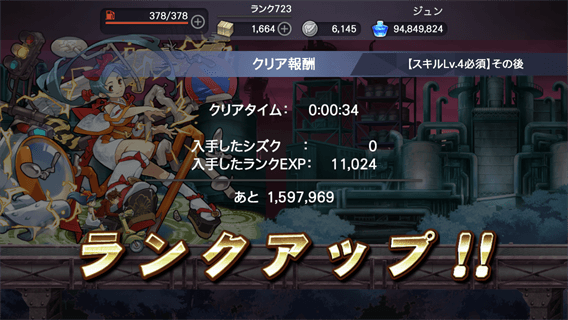 ランク723
ジュン
378/378
1,664
6,145
94,849,824
クリア報酬
【スキルLv.4必須】その後
クリアタイム： 0:00:34
入手したシズク ： 0
入手したランクEXP： 11,024
あと 1,597,969
ランクアップ!!